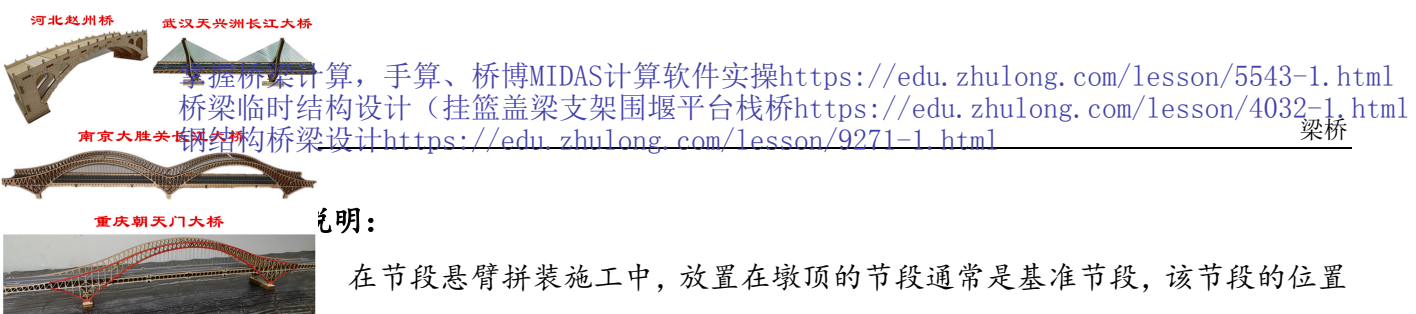 河北赵州桥
武汉天兴洲长江大桥
掌握桥梁计算，手算、桥博MIDAS计算软件实操https://edu.zhulong.com/lesson/5543-1.html
桥梁临时结构设计（挂篮盖梁支架围堰平台栈桥https://edu.zhulong.com/lesson/4032-1.html
南京大胜关长江大桥
钢结构桥梁设计https://edu.zhulong.com/lesson/9271-1.html
梁桥
重庆朝天门大桥
说明：
在节段悬臂拼装施工中，放置在墩顶的节段通常是基准节段，该节段的位置